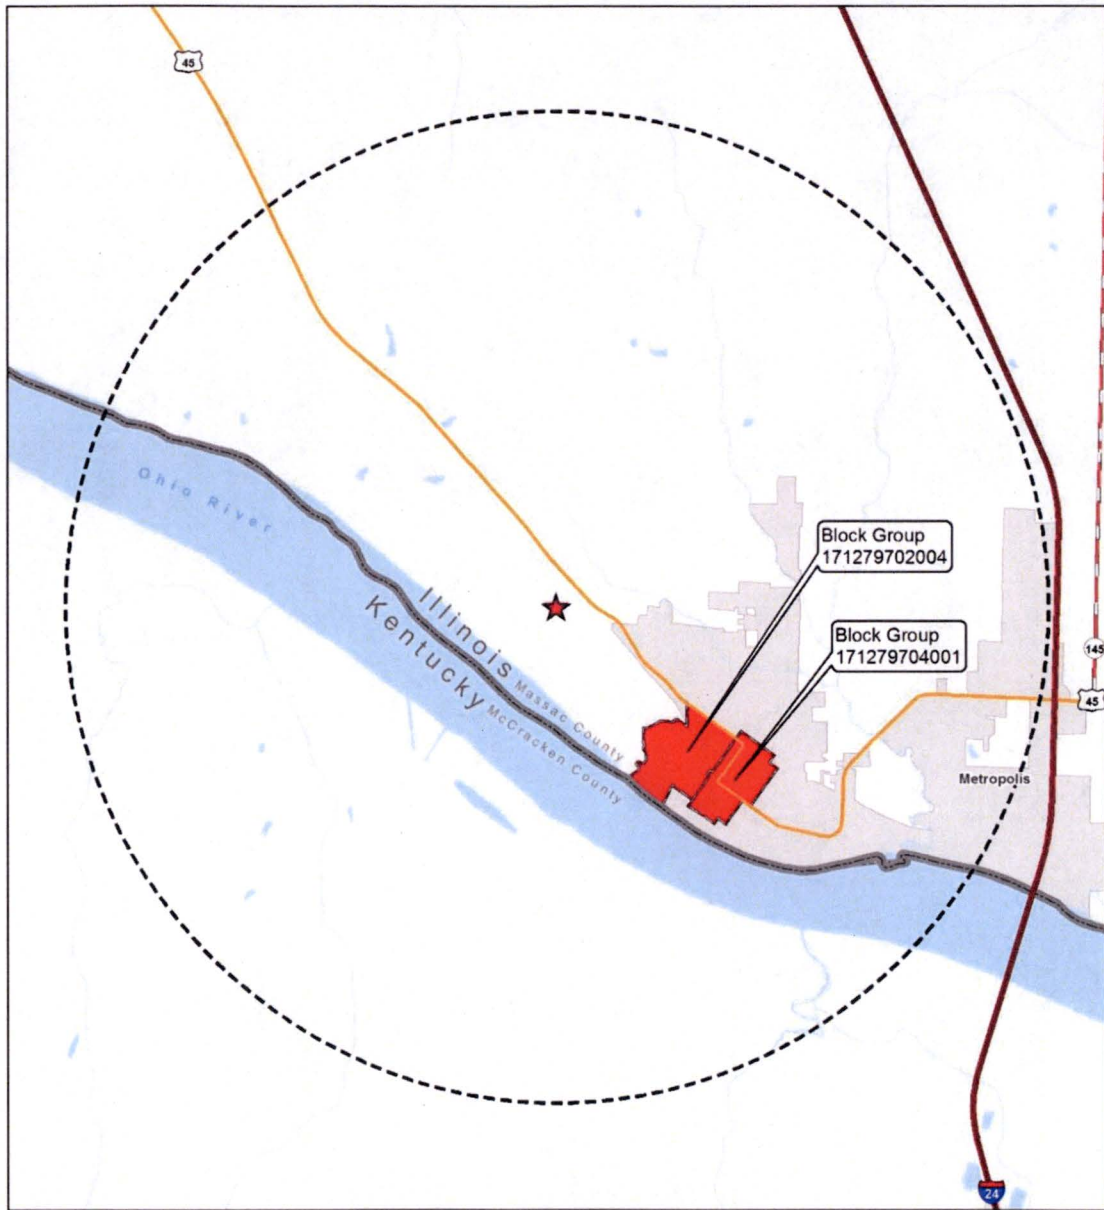 45
Ohio River
Block Group
171279702004
Illinois
Kentucky
Massac County
McCracken County
Block Group
171279704001
145
45
Metropolis
24